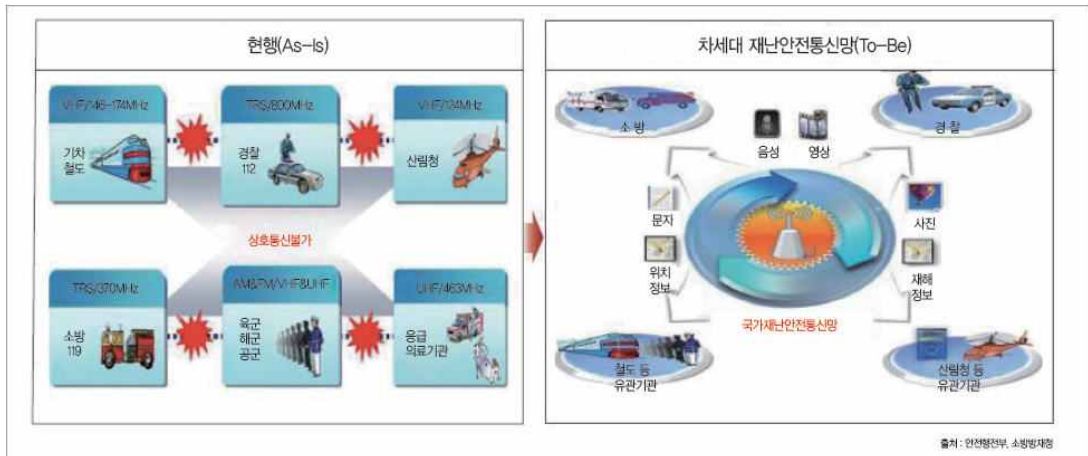 현행(As-Is)
차세대 재난안전통신망(To-Be)
VHF/146-174MHz
기차
철도
TRS/800MHz
경찰
112
VHF/124MHz
산림청
상호통신불가
TRS/370MHz
소방
119
AM&FM/VHF&UHF
육군
해군
공군
UHF/463MHz
응급
의료기관
소 방
경 찰
음성
영상
문자
사진
위치
정보
재해
정보
국가재난안전통신망
철도 등
유관기관
산림청 등
유관기관
출처 : 안전행전부, 소방방재청